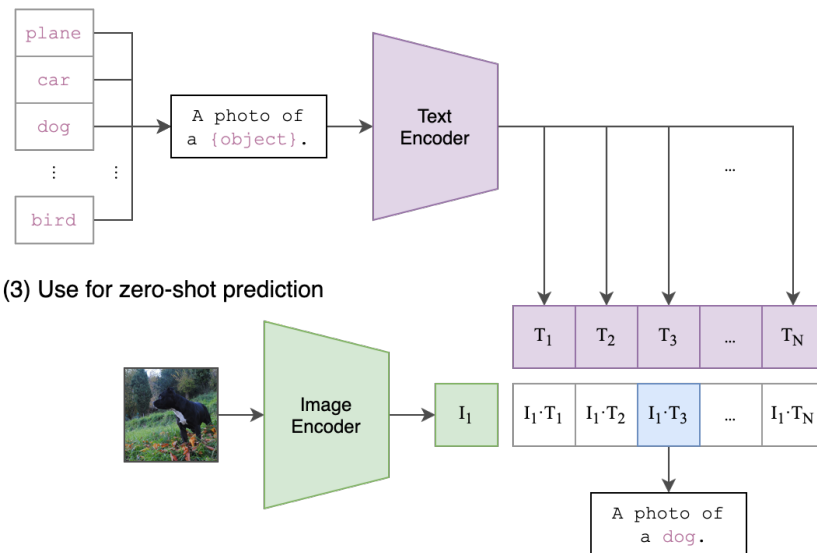 plane
car
dog
⋮ ⋮
bird
A photo of
a {object}.
Text
Encoder
...
(3) Use for zero-shot prediction
T1 T2 T3 ... TN
Image
Encoder
I1
I1·T1 I1·T2 I1·T3 ... I1·TN
A photo of
a dog.